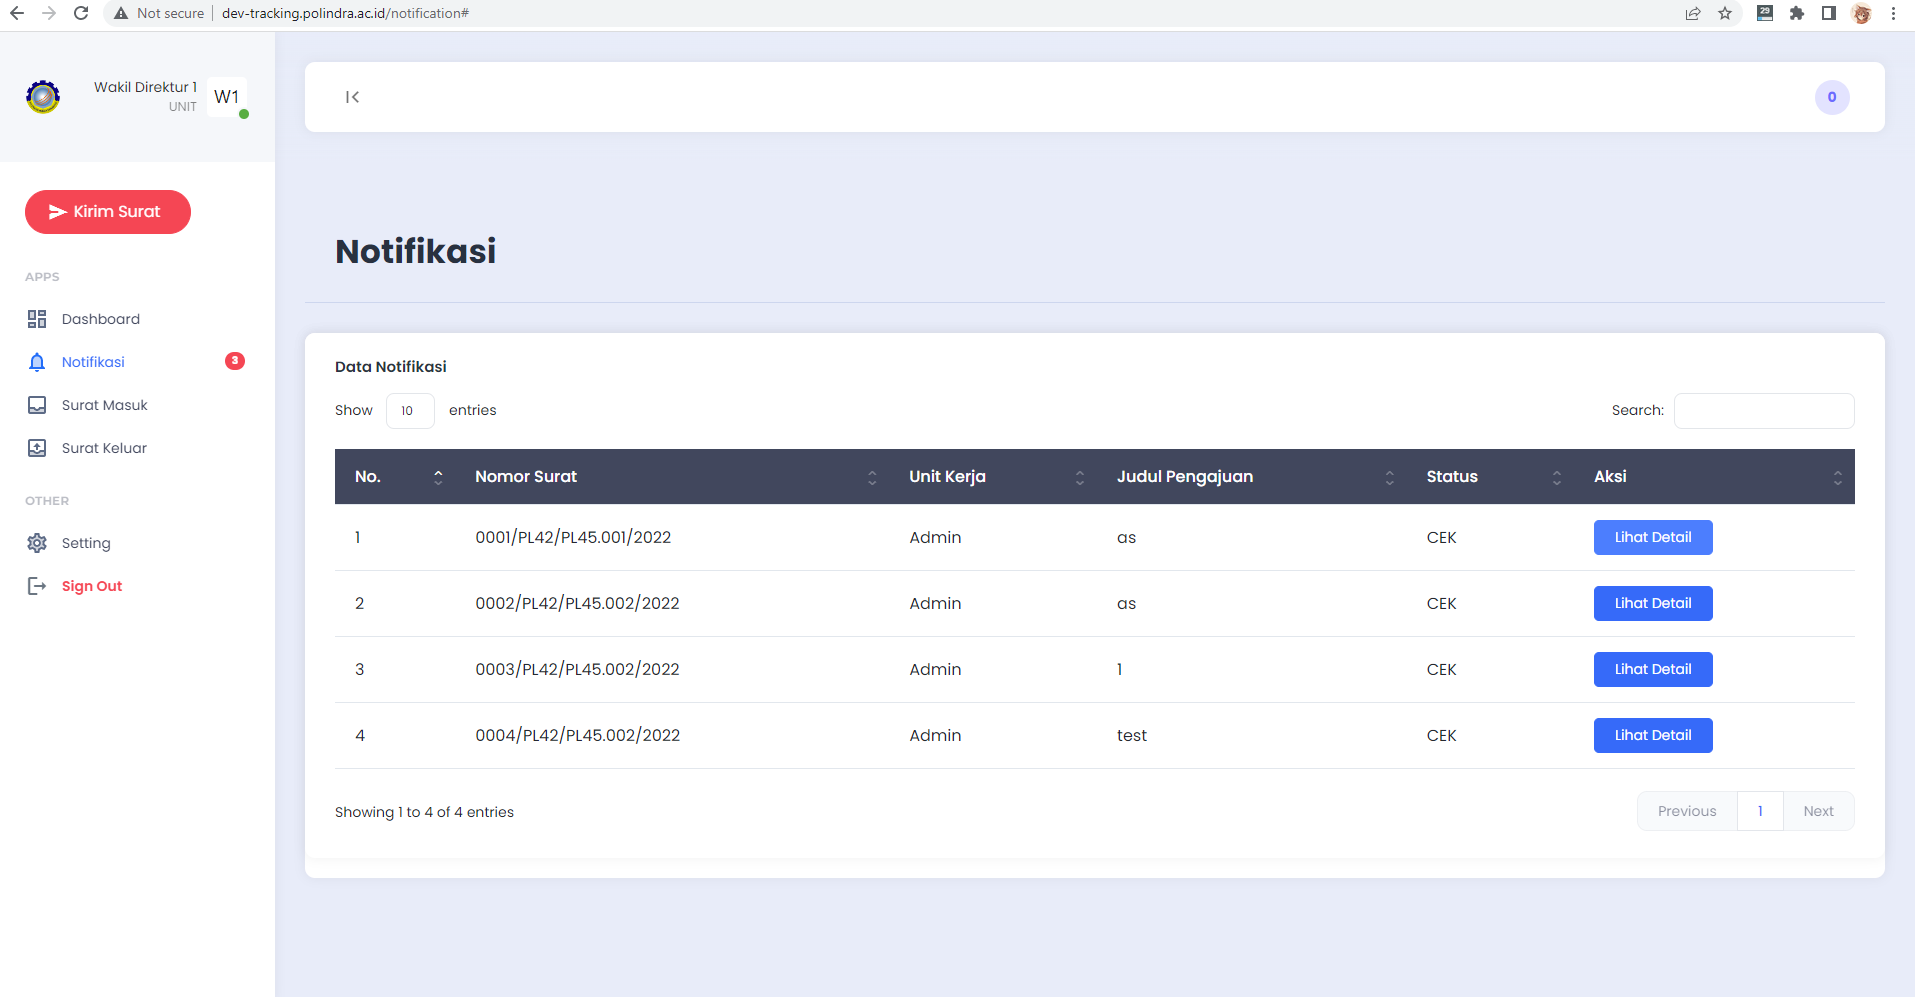 Not secure | dev-tracking.polindra.ac.id/notification#
29
Wakil Direktur 1
UNIT
W1
0
Kirim Surat
APPS
Dashboard
Notifikasi 3
Surat Masuk
Surat Keluar
OTHER
Setting
Sign Out
Notifikasi
Data Notifikasi
Show 10 entries Search:
No. Nomor Surat Unit Kerja Judul Pengajuan Status Aksi
1 0001/PL42/PL45.001/2022 Admin as CEK Lihat Detail
2 0002/PL42/PL45.002/2022 Admin as CEK Lihat Detail
3 0003/PL42/PL45.002/2022 Admin 1 CEK Lihat Detail
4 0004/PL42/PL45.002/2022 Admin test CEK Lihat Detail
Showing 1 to 4 of 4 entries Previous 1 Next